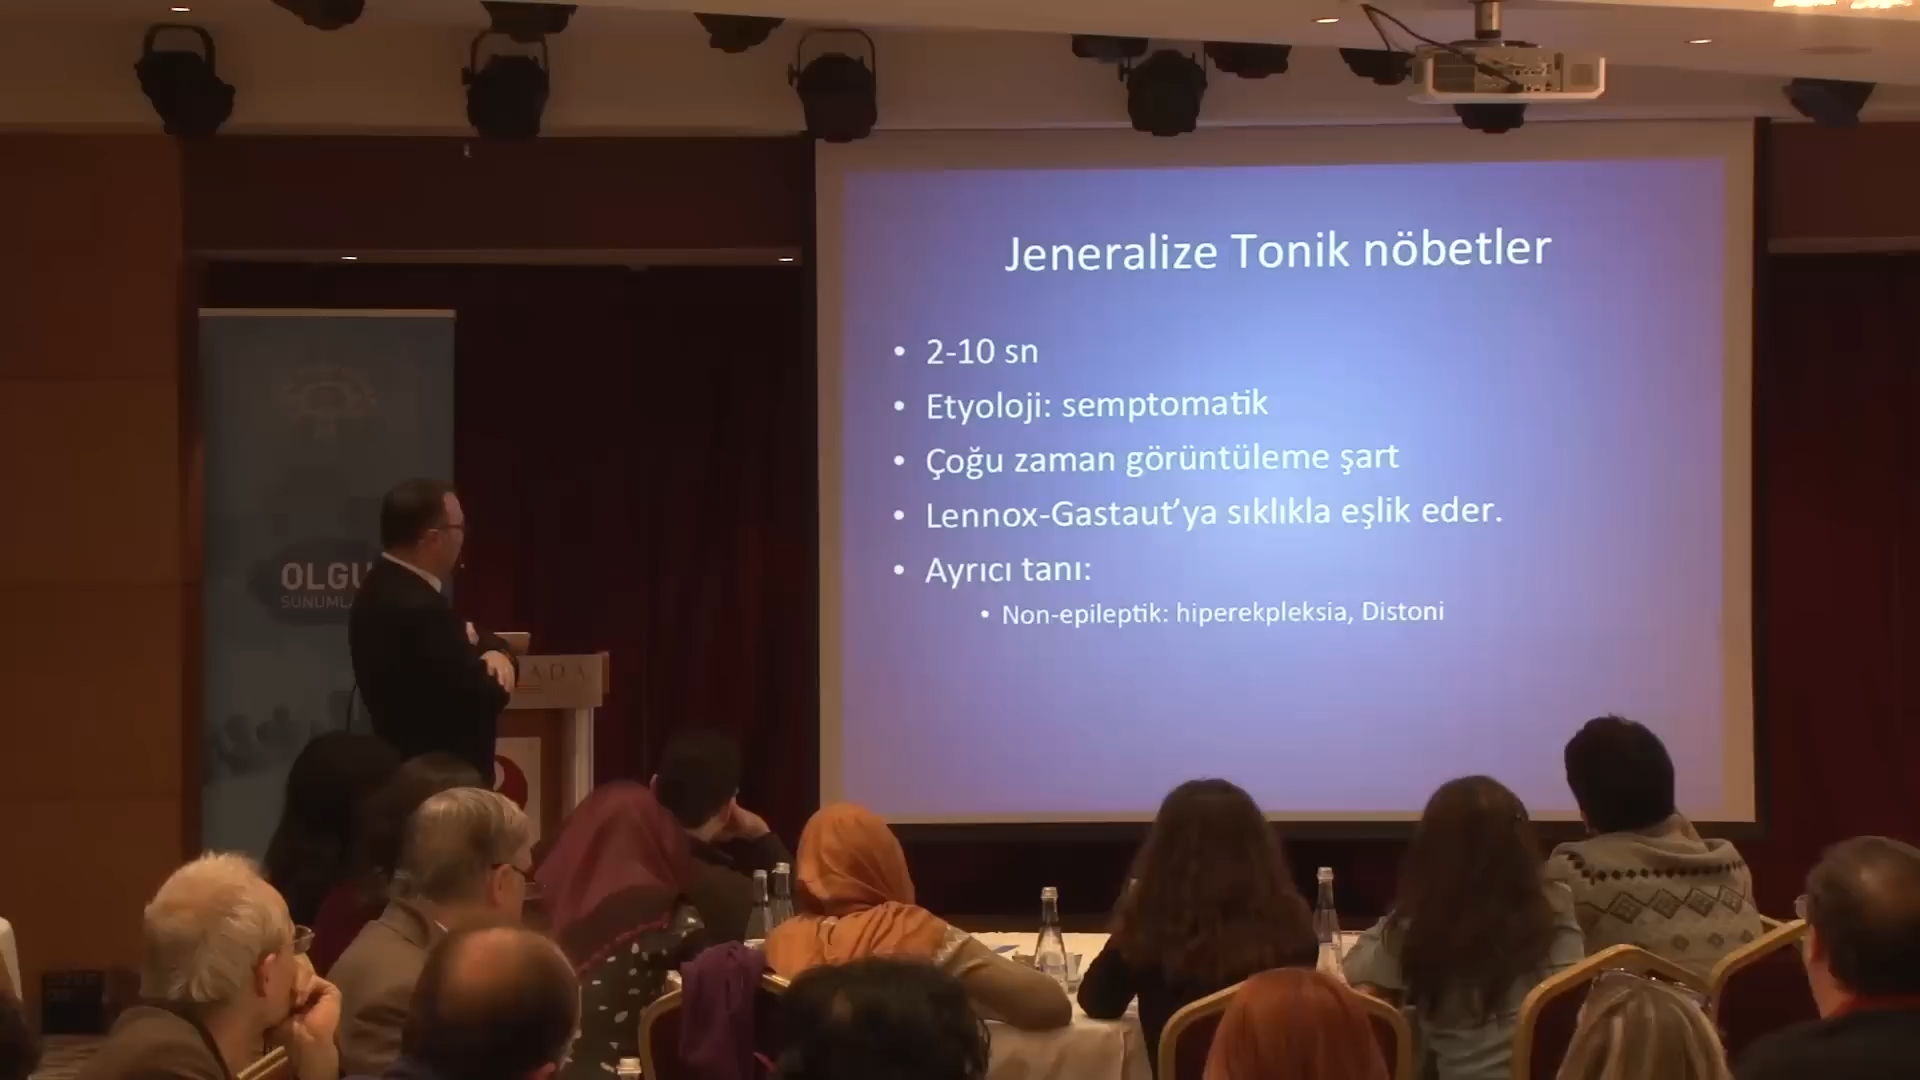 Jeneralize Tonik nöbetler
• 2-10 sn
• Etyoloji: semptomatik
• Çoğu zaman görüntüleme şart
• Lennox-Gastaut’ya sıklıkla eşlik eder.
• Ayrıcı tanı:
• Non-epileptik: hiperekpleksia, Distoni
OLGU